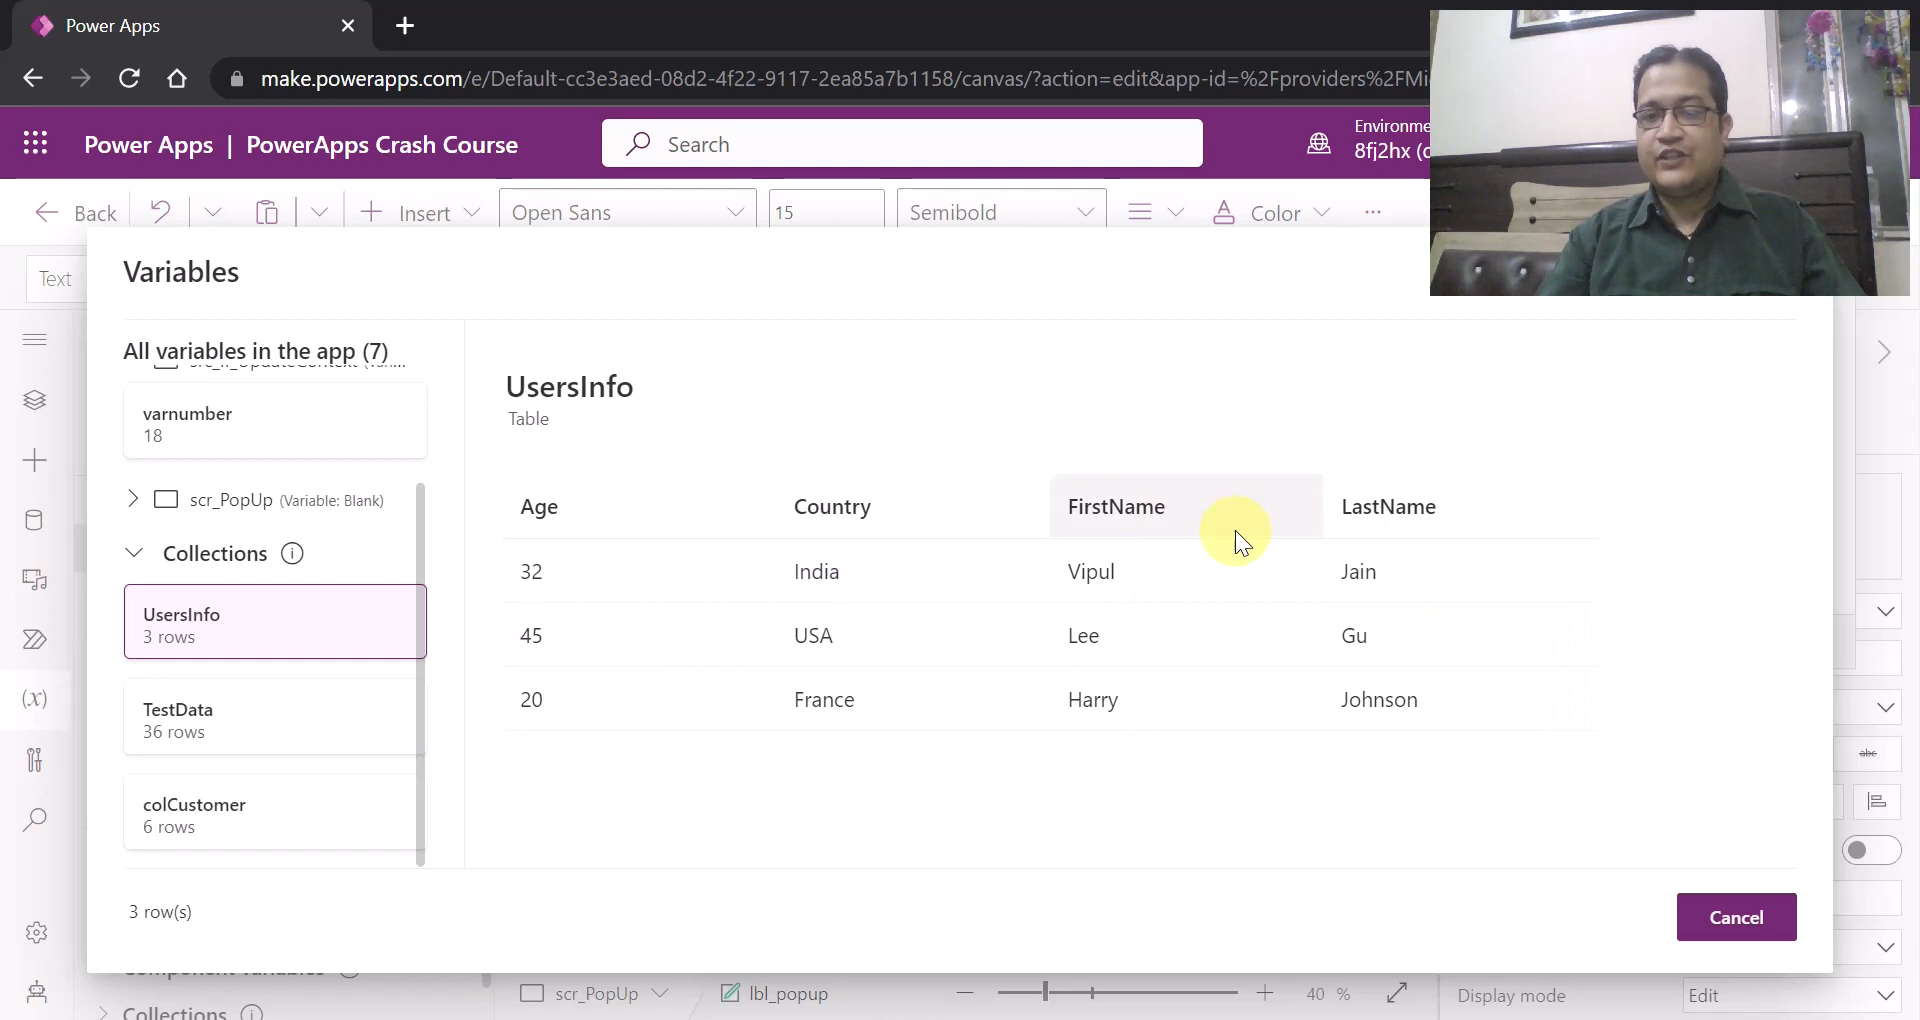 Power Apps
make.powerapps.com/e/Default-cc3e3aed-08d2-4f22-9117-2ea85a7b1158/canvas/?action=edit&app-id=%2Fproviders%2FMi
Power Apps | PowerApps Crash Course
Search
Environme
8fj2hx (c
Back
Insert
Open Sans
15
Semibold
Color
Text
Variables
All variables in the app (7)
varnumber
18
scr_PopUp (Variable: Blank)
Collections
UsersInfo
3 rows
TestData
36 rows
colCustomer
6 rows
UsersInfo
Table
Age Country FirstName LastName
32 India Vipul Jain
45 USA Lee Gu
20 France Harry Johnson
3 row(s)
Cancel
abc
Collections
scr_PopUp
lbl_popup
40 %
Display mode
Edit